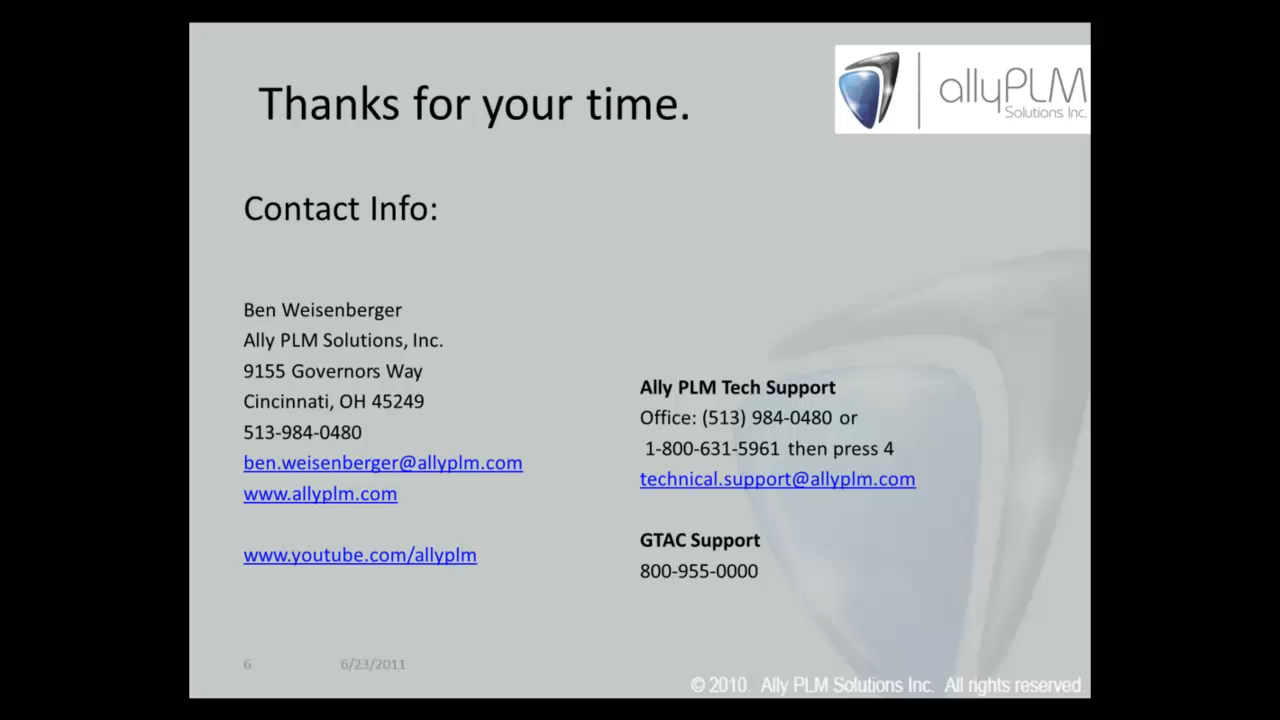 Thanks for your time.
allyPLM
Solutions Inc.
Contact Info:
Ben Weisenberger
Ally PLM Solutions, Inc.
9155 Governors Way
Cincinnati, OH 45249
513-984-0480
ben.weisenberger@allyplm.com
www.allyplm.com
www.youtube.com/allyplm
Ally PLM Tech Support
Office: (513) 984-0480 or
1-800-631-5961 then press 4
technical.support@allyplm.com
GTAC Support
800-955-0000
6 6/23/2011
© 2010. Ally PLM Solutions Inc. All rights reserved